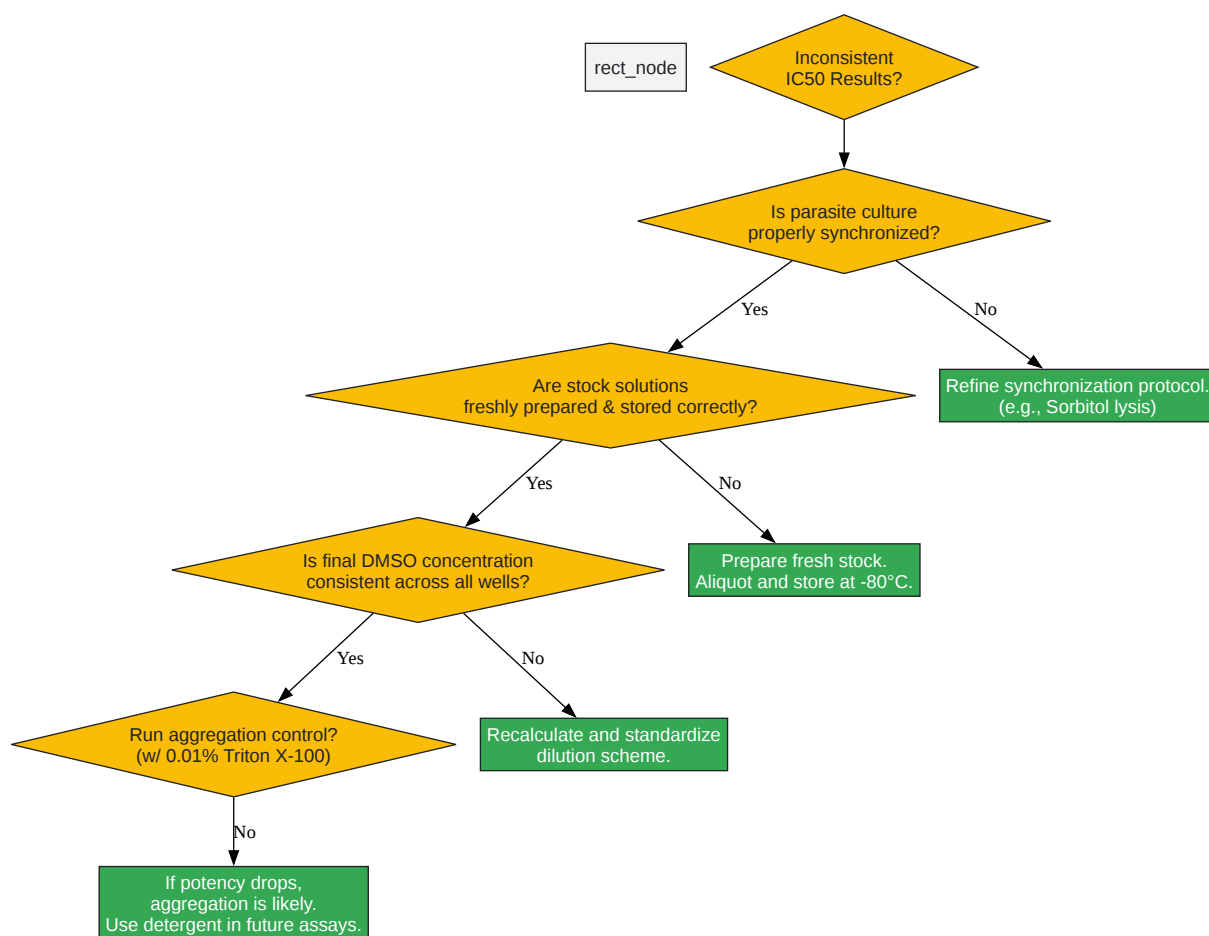 rect_node
Inconsistent
IC50 Results?
Is parasite culture
properly synchronized?
Yes
No
Are stock solutions
freshly prepared & stored correctly?
Refine synchronization protocol.
(e.g., Sorbitol lysis)
Yes
No
Is final DMSO concentration
consistent across all wells?
Prepare fresh stock.
Aliquot and store at -80°C.
Yes
No
Run aggregation control?
(w/ 0.01% Triton X-100)
Recalculate and standardize
dilution scheme.
No
If potency drops,
aggregation is likely.
Use detergent in future assays.